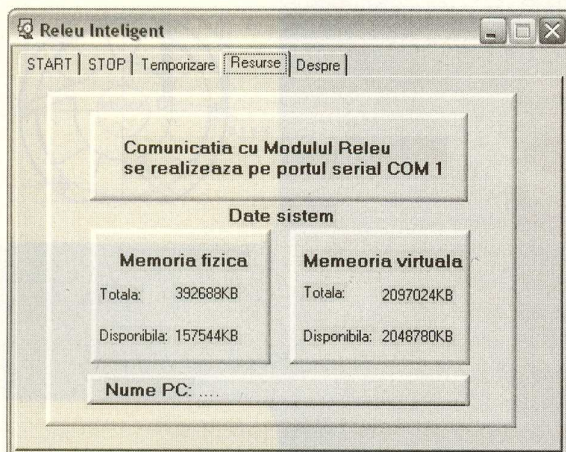 Releu Inteligent
START STOP Temporizare Resurse Despre
Comunicatia cu Modulul Releu
se realizeaza pe portul serial COM 1
Date sistem
Memoria fizica
Totala: 392688KB
Disponibila: 157544KB
Memeoria virtuala
Totala: 2097024KB
Disponibila: 2048780KB
Nume PC: ....